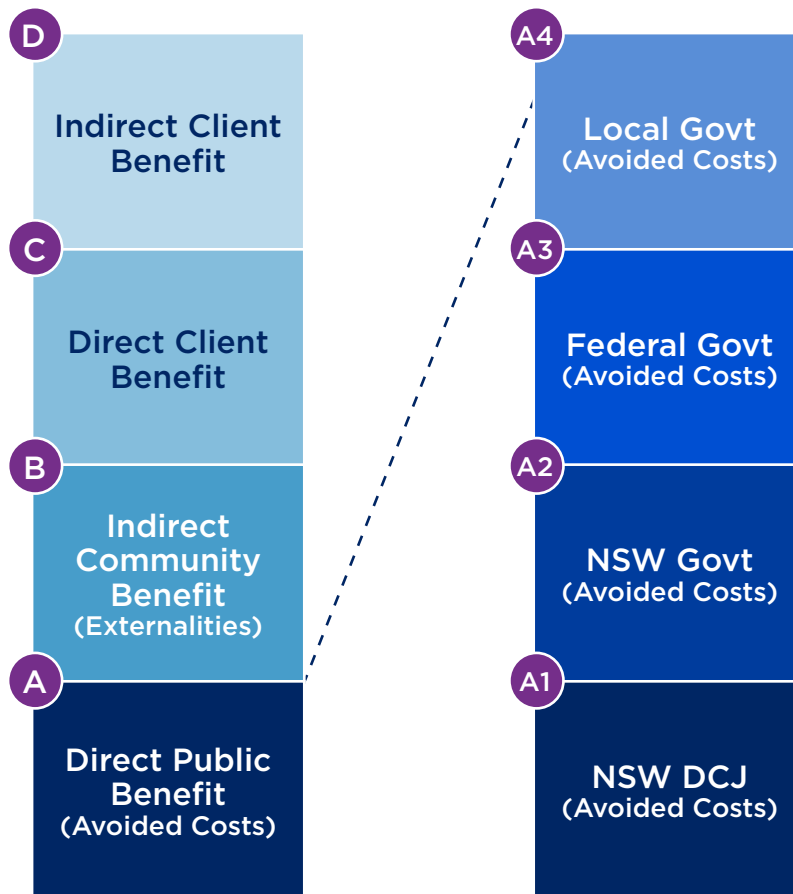 D
Indirect Client
Benefit
C
Direct Client
Benefit
B
Indirect
Community
Benefit
(Externalities)
A
Direct Public
Benefit
(Avoided Costs)
A4
Local Govt
(Avoided Costs)
A3
Federal Govt
(Avoided Costs)
A2
NSW Govt
(Avoided Costs)
A1
NSW DCJ
(Avoided Costs)